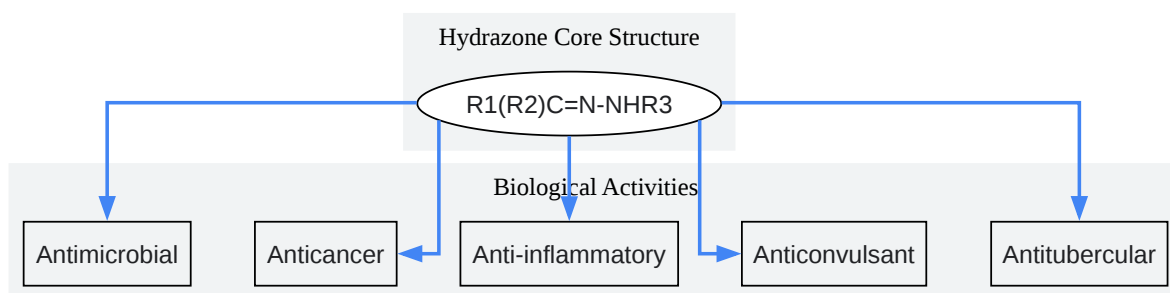 Hydrazone Core Structure
R1(R2)C=N-NHR3
Biological Activities
Antimicrobial
Anticancer
Anti-inflammatory
Anticonvulsant
Antitubercular